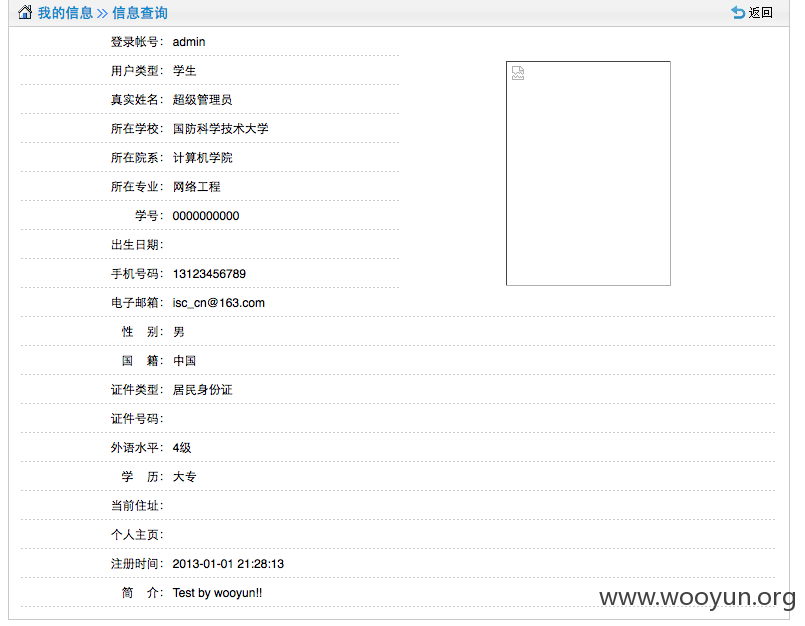 我的信息 >> 信息查询 返回
登录帐号： admin
用户类型： 学生
真实姓名： 超级管理员
所在学校： 国防科学技术大学
所在院系： 计算机学院
所在专业： 网络工程
学号： 0000000000
出生日期：
手机号码： 13123456789
电子邮箱： isc_cn@163.com
性 别： 男
国 籍： 中国
证件类型： 居民身份证
证件号码：
外语水平： 4级
学 历： 大专
当前住址：
个人主页：
注册时间： 2013-01-01 21:28:13
简 介： Test by wooyun!!
www.wooyun.org